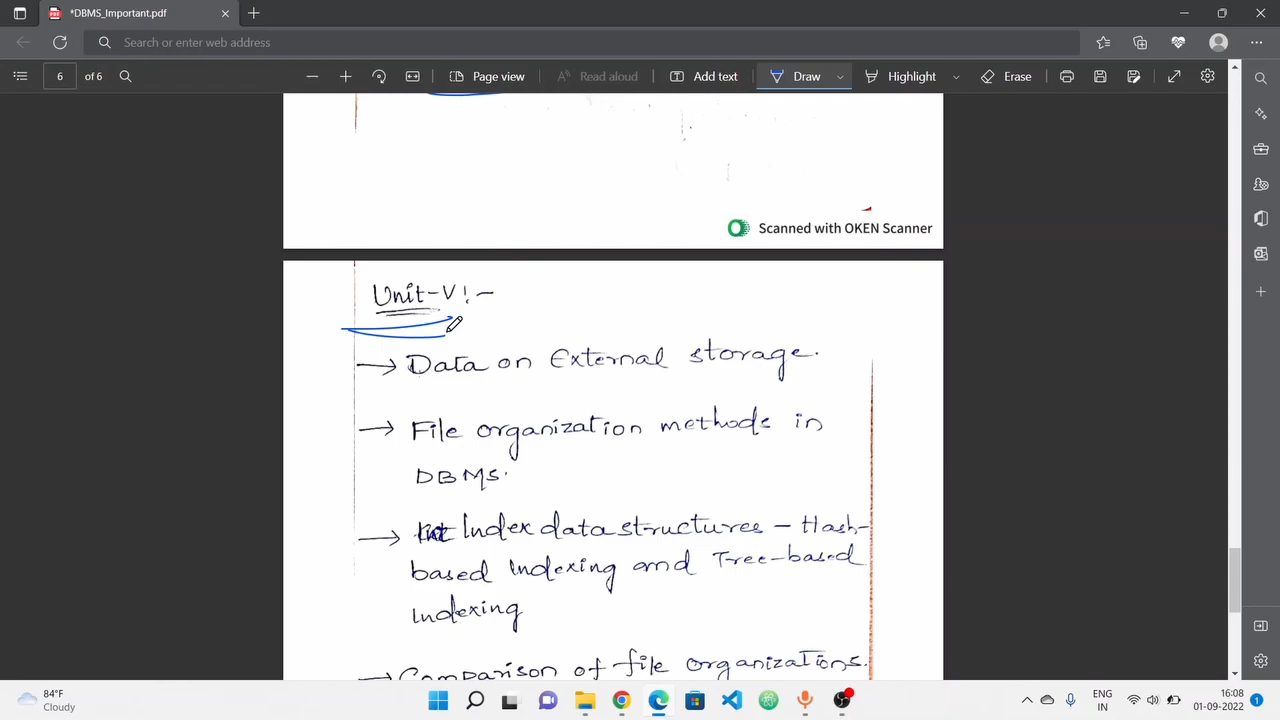 *DBMS_Important.pdf
Search or enter web address
6 of 6
Page view
Read aloud
Add text
Draw
Highlight
Erase
Scanned with OKEN Scanner
Unit-V:-
→ Data on External storage.
→ File organization methods in
DBMS.
→ Index data structures - Hash-
based Indexing and Tree-based
Indexing
→ Comparison of file organizations.
84°F
Cloudy
ENG
IN
16:08
01-09-2022
1